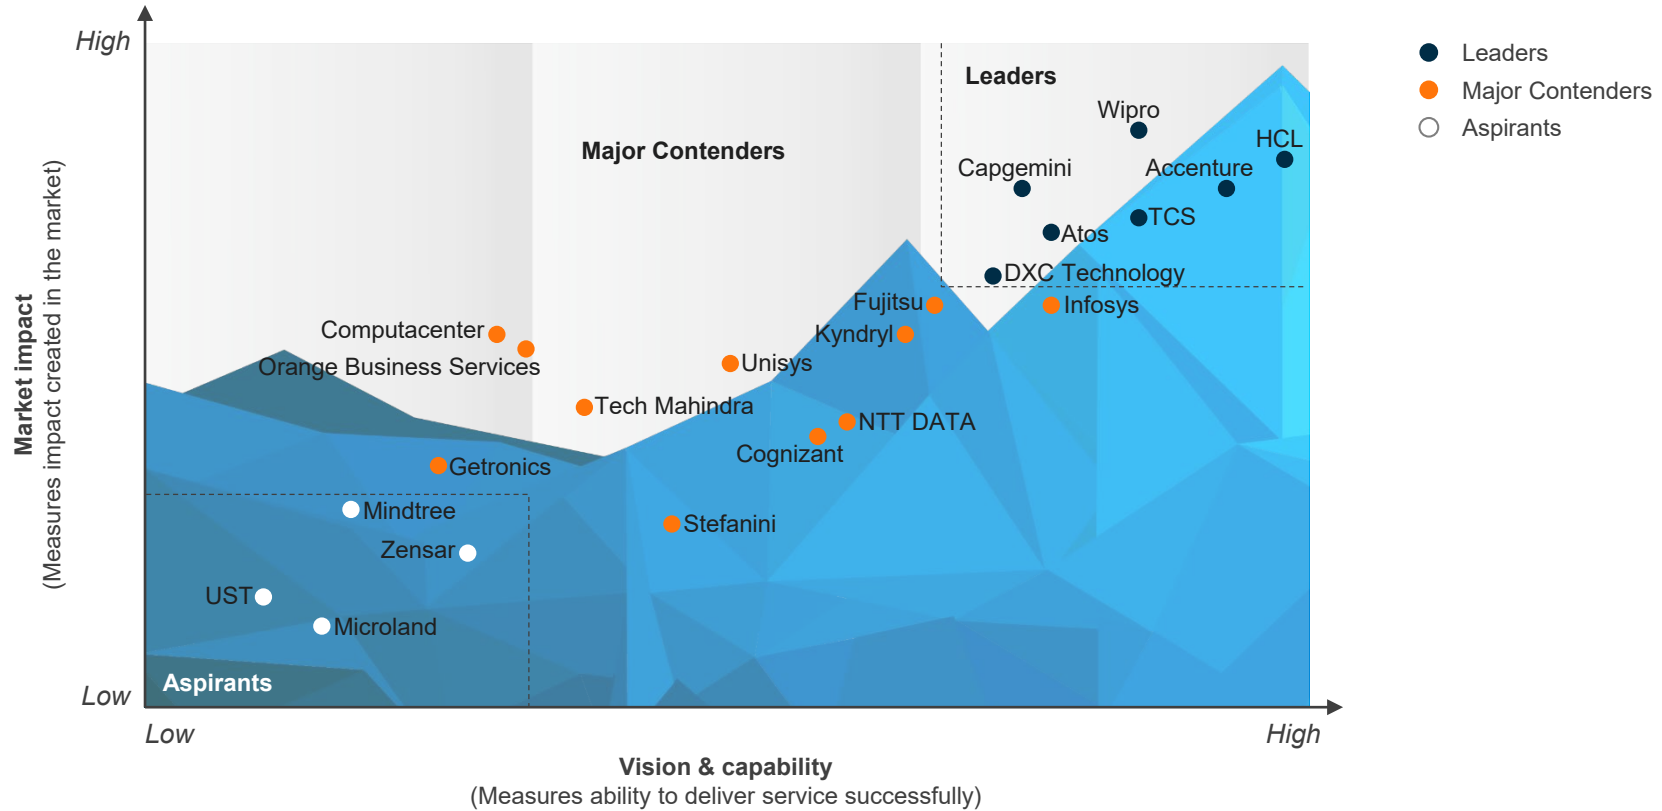 High
Leaders
Leaders
Major Contenders
Aspirants
Wipro
HCL
Major Contenders
Capgemini
Accenture
TCS
Atos
DXC Technology
Fujitsu
Infosys
Computacenter
Kyndryl
Orange Business Services
Unisys
Tech Mahindra
NTT DATA
Cognizant
Getronics
Mindtree
Stefanini
Zensar
UST
Microland
Aspirants
Market impact
(Measures impact created in the market)
Low
Low
High
Vision & capability
(Measures ability to deliver service successfully)